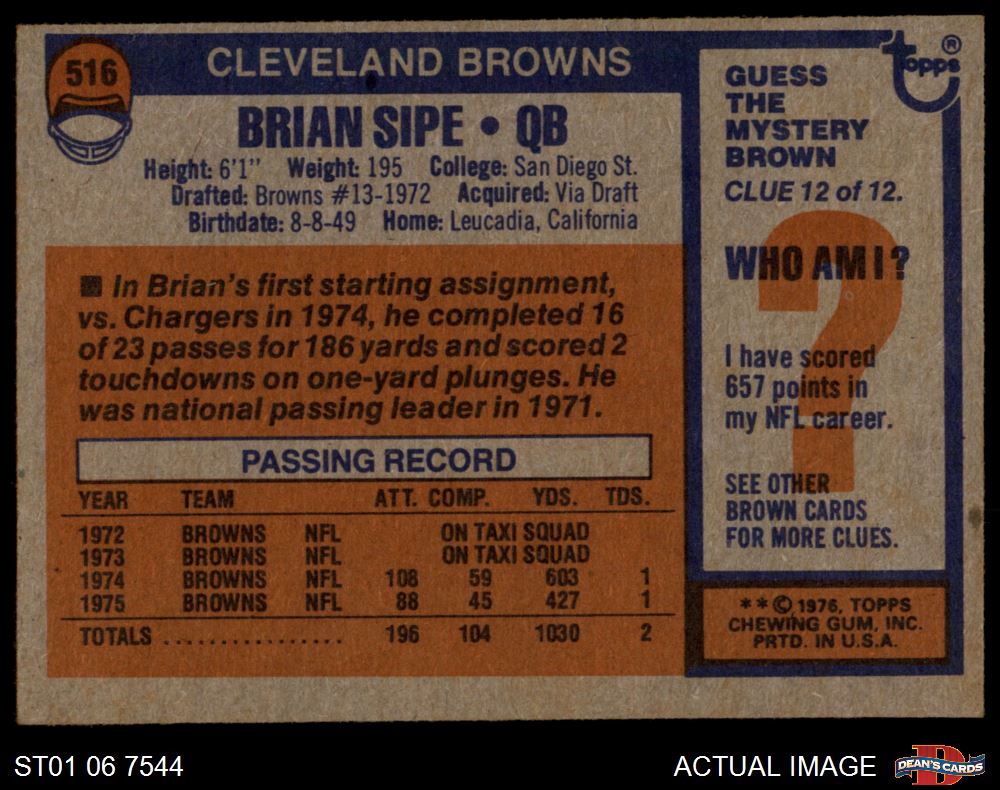 516
CLEVELAND BROWNS
BRIAN SIPE • QB
Height: 6'1" Weight: 195 College: San Diego St.
Drafted: Browns #13-1972 Acquired: Via Draft
Birthdate: 8-8-49 Home: Leucadia, California
■ In Brian's first starting assignment,
vs. Chargers in 1974, he completed 16
of 23 passes for 186 yards and scored 2
touchdowns on one-yard plunges. He
was national passing leader in 1971.
PASSING RECORD
YEAR TEAM ATT. COMP. YDS. TDS.
1972 BROWNS NFL ON TAXI SQUAD
1973 BROWNS NFL ON TAXI SQUAD
1974 BROWNS NFL 108 59 603 1
1975 BROWNS NFL 88 45 427 1
TOTALS .................. 196 104 1030 2
topps ®
GUESS
THE
MYSTERY
BROWN
CLUE 12 of 12.
?
WHO AM I?
I have scored
657 points in
my NFL career.
SEE OTHER
BROWN CARDS
FOR MORE CLUES.
** © 1976, TOPPS
CHEWING GUM, INC.
PRTD. IN U.S.A.
ST01 06 7544
ACTUAL IMAGE
D
DEAN'S CARDS